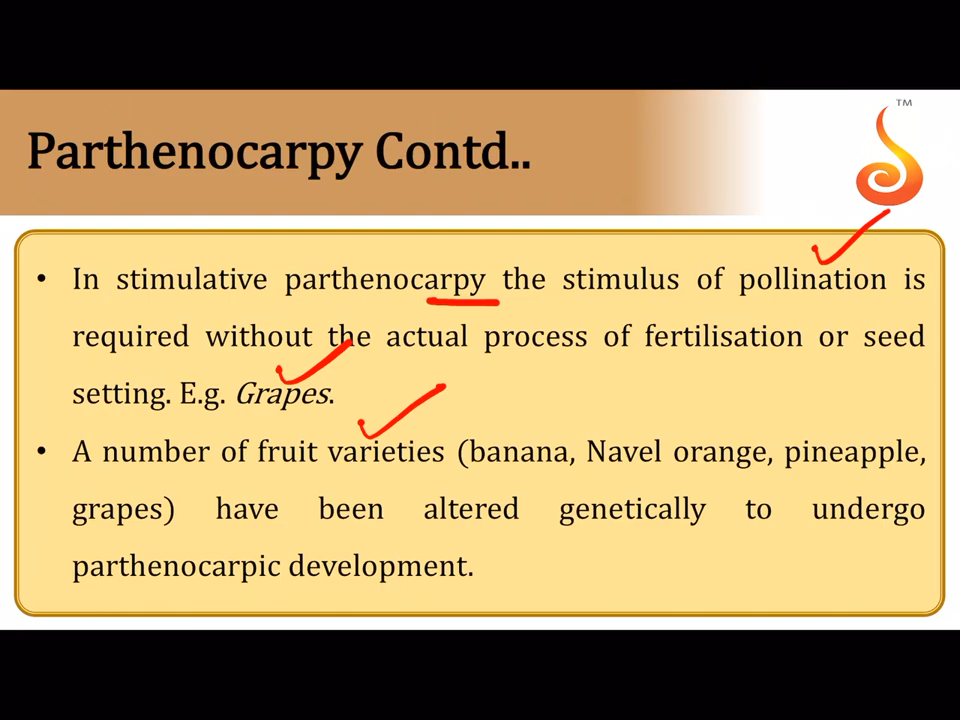 TM
Parthenocarpy Contd..
• In stimulative parthenocarpy the stimulus of pollination is
required without the actual process of fertilisation or seed
setting. E.g. Grapes.
• A number of fruit varieties (banana, Navel orange, pineapple,
grapes) have been altered genetically to undergo
parthenocarpic development.